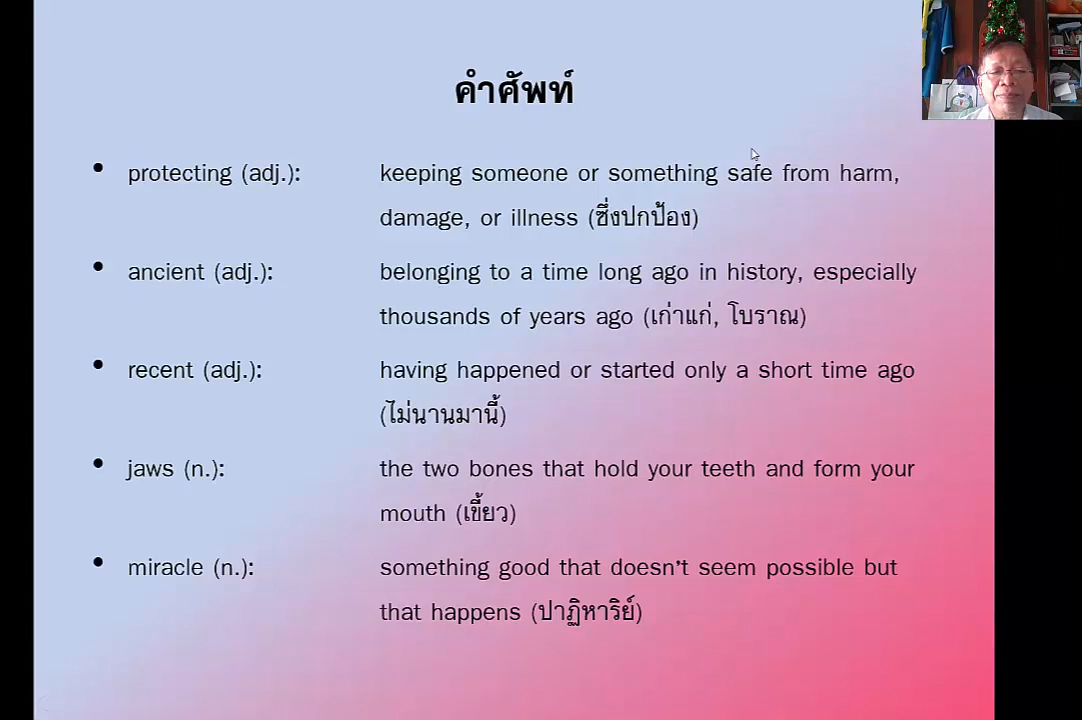 คำศัพท์
• protecting (adj.): keeping someone or something safe from harm,
damage, or illness (ซึ่งปกป้อง)
• ancient (adj.): belonging to a time long ago in history, especially
thousands of years ago (เก่าแก่, โบราณ)
• recent (adj.): having happened or started only a short time ago
(ไม่นานมานี้)
• jaws (n.): the two bones that hold your teeth and form your
mouth (เขี้ยว)
• miracle (n.): something good that doesn't seem possible but
that happens (ปาฏิหาริย์)